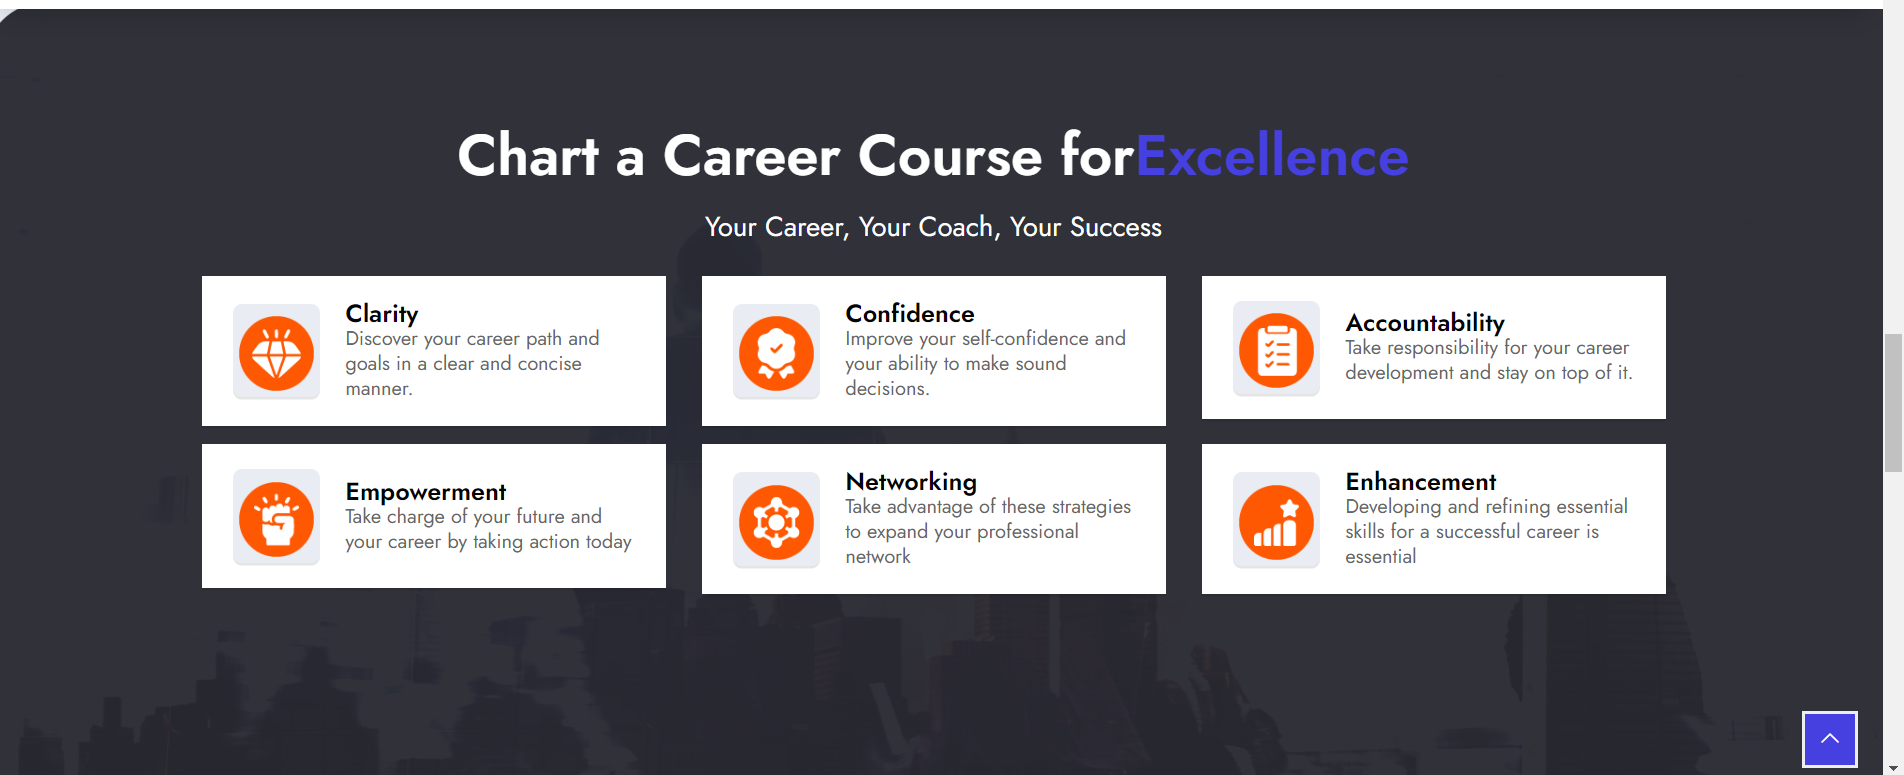 Chart a Career Course forExcellence
Your Career, Your Coach, Your Success
Clarity
Discover your career path and
goals in a clear and concise
manner.
Confidence
Improve your self-confidence and
your ability to make sound
decisions.
Accountability
Take responsibility for your career
development and stay on top of it.
Empowerment
Take charge of your future and
your career by taking action today
Networking
Take advantage of these strategies
to expand your professional
network
Enhancement
Developing and refining essential
skills for a successful career is
essential